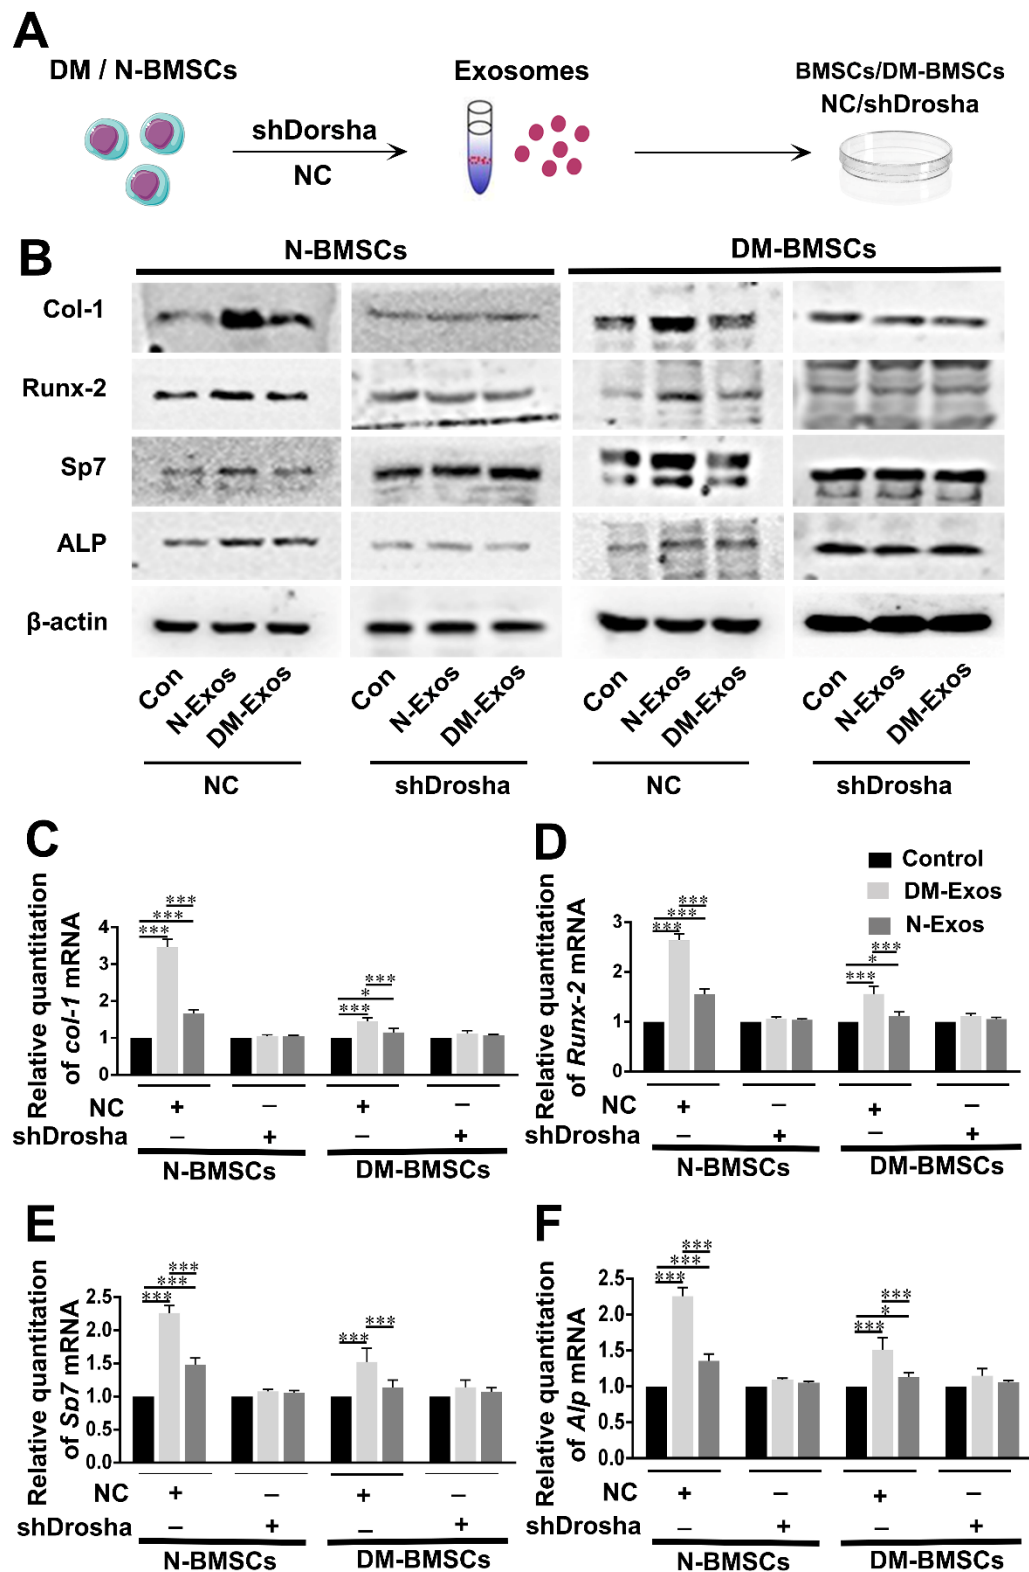 A
DM / N-BMSCs
shDorsha
NC
Exosomes
BMSCs/DM-BMSCs
NC/shDrosha
B
N-BMSCs
DM-BMSCs
Col-1
Runx-2
Sp7
ALP
β-actin
Con
N-Exos
DM-Exos
Con
N-Exos
DM-Exos
Con
N-Exos
DM-Exos
Con
N-Exos
DM-Exos
NC
shDrosha
NC
shDrosha
C
Relative quantitation
of col-1 mRNA
4
3
2
1
0
***
***
***
***
*
***
NC + − + −
shDrosha − + − +
N-BMSCs DM-BMSCs
D
Control
DM-Exos
N-Exos
Relative quantitation
of Runx-2 mRNA
3
2
1
0
***
***
***
***
*
***
NC + − + −
shDrosha − + − +
N-BMSCs DM-BMSCs
E
Relative quantitation
of Sp7 mRNA
2.5
2.0
1.5
1.0
0.5
0.0
***
***
***
***
***
NC + − + −
shDrosha − + − +
N-BMSCs DM-BMSCs
F
Relative quantitation
of Alp mRNA
2.5
2.0
1.5
1.0
0.5
0.0
***
***
***
***
*
***
NC + − + −
shDrosha − + − +
N-BMSCs DM-BMSCs